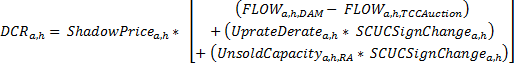 (FLOW_{a,h,DAM} − FLOW_{a,h,TCCAuction})
DCR_{a,h} = ShadowPrice_{a,h} * + (UprateDerate_{a,h} * SCUCSignChange_{a,h})
+ (UnsoldCapacity_{a,h,RA} * SCUCSignChange_{a,h})